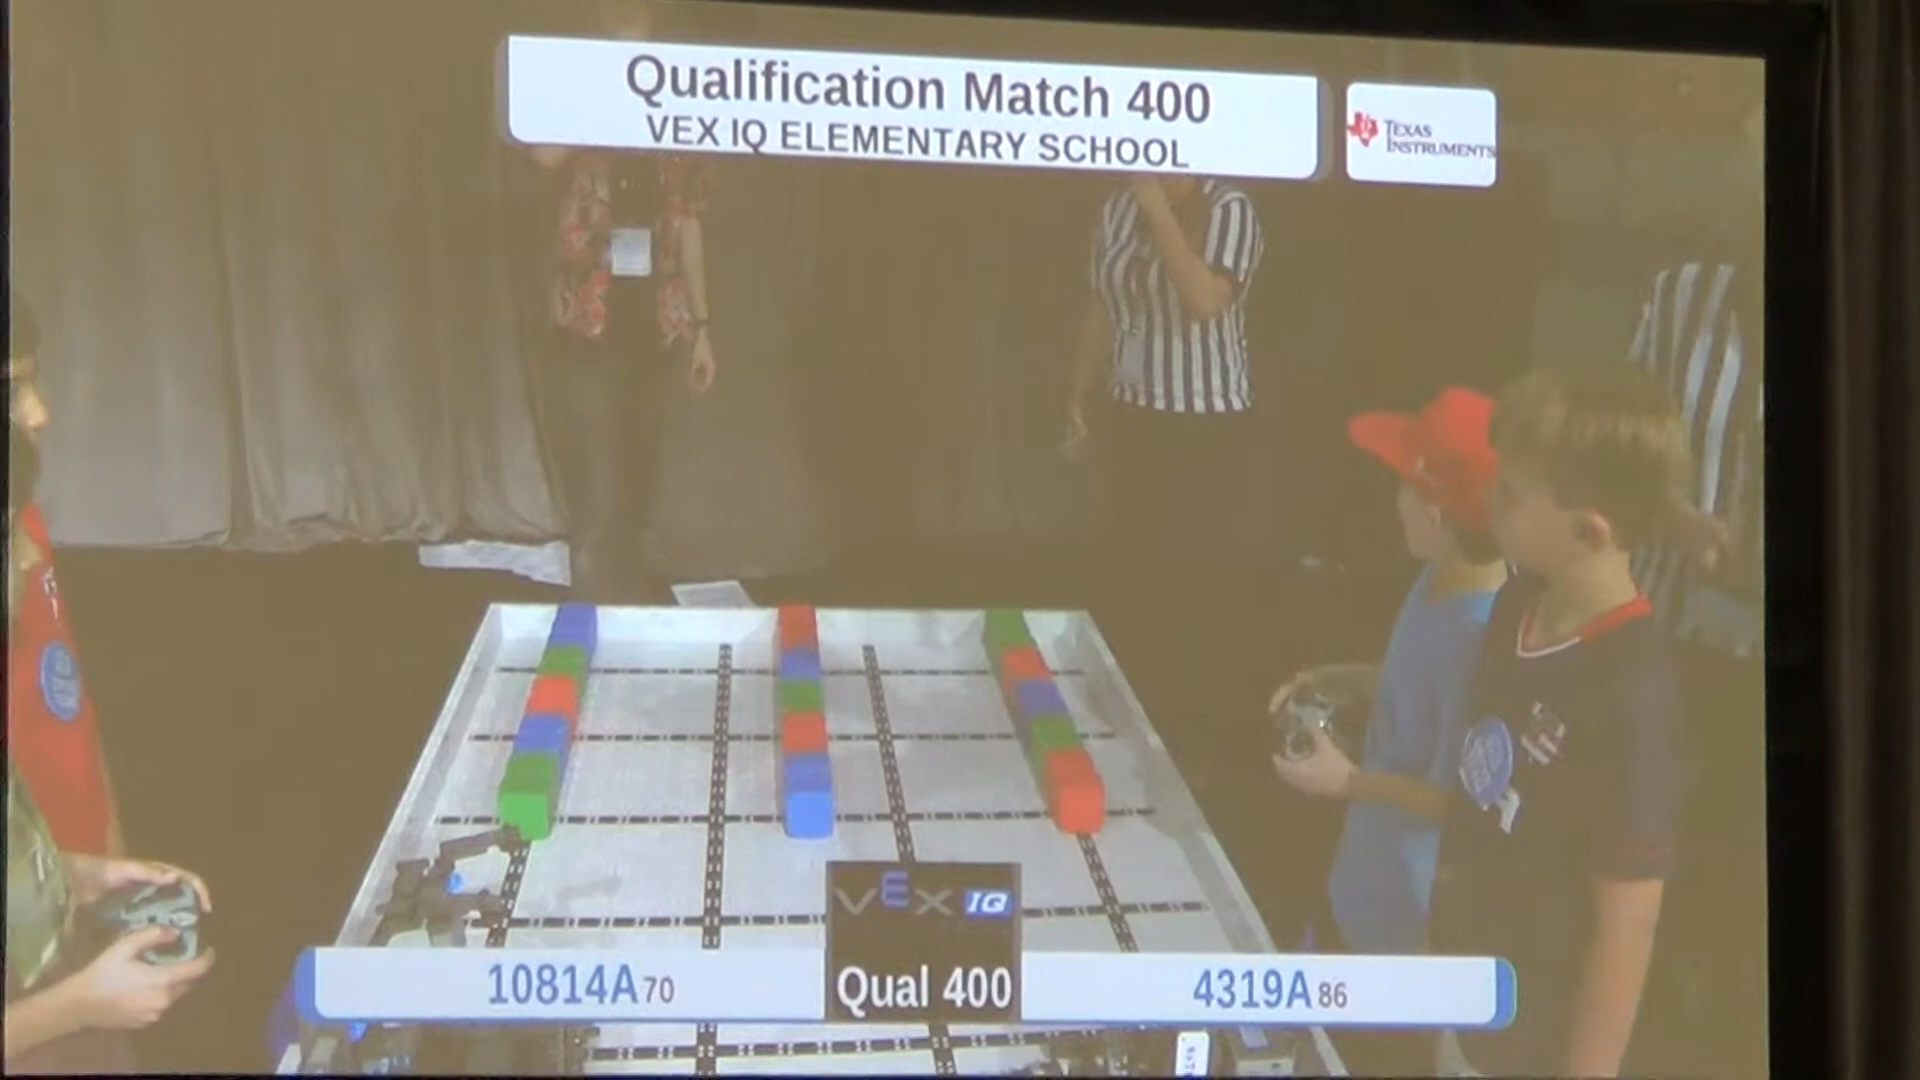 Qualification Match 400
VEX IQ ELEMENTARY SCHOOL
TEXAS
INSTRUMENTS
VEX IQ
10814A 70
Qual 400
4319A 86